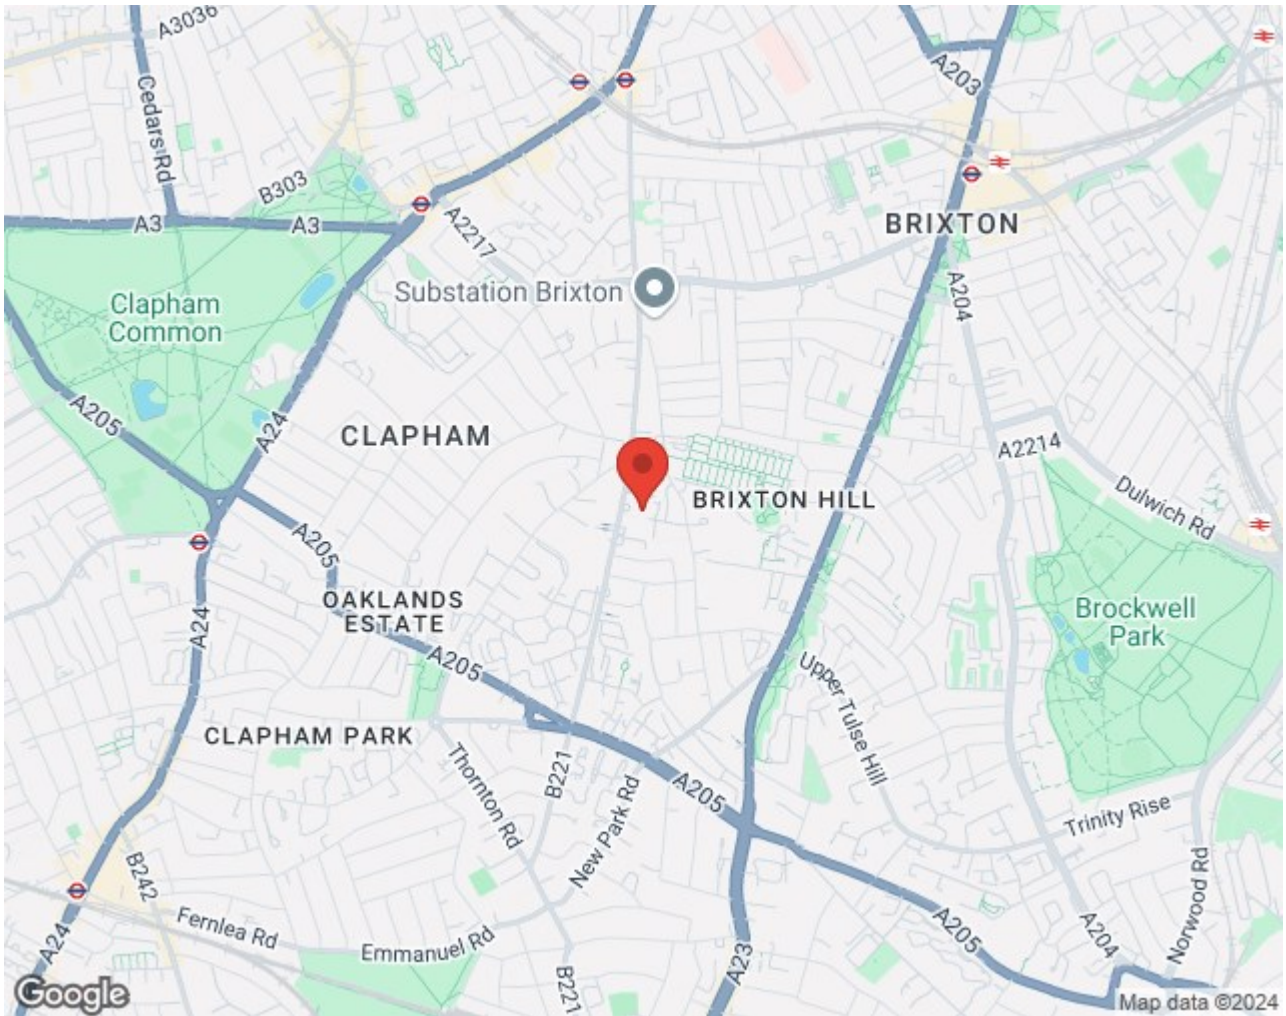 A3036
Cedars Rd
A203
B303
A3
A3
A2217
BRIXTON
A204
Substation Brixton
Clapham
Common
A205
A24
CLAPHAM
A2214
Dulwich Rd
BRIXTON HILL
A205
OAKLANDS
ESTATE
A24
Brockwell
Park
A205
Upper Tulse Hill
CLAPHAM PARK
Thornton Rd
B221
New Park Rd
A205
Trinity Rise
B242
Norwood Rd
Fernlea Rd
Emmanuel Rd
A205
A204
A24
A23
B221
Google
Map data ©2024